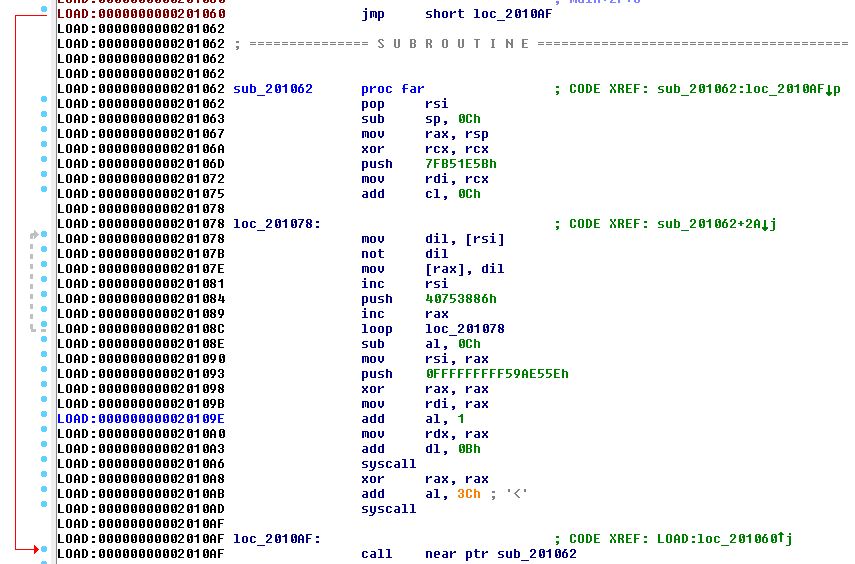 LOAD:0000000000201060 jmp short loc_2010AF
LOAD:0000000000201062
LOAD:0000000000201062 ; =============== S U B R O U T I N E =======================================
LOAD:0000000000201062
LOAD:0000000000201062
LOAD:0000000000201062 sub_201062 proc far ; CODE XREF: sub_201062:loc_2010AF↓p
LOAD:0000000000201062 pop rsi
LOAD:0000000000201063 sub sp, 0Ch
LOAD:0000000000201067 mov rax, rsp
LOAD:000000000020106A xor rcx, rcx
LOAD:000000000020106D push 7FB51E5Bh
LOAD:0000000000201072 mov rdi, rcx
LOAD:0000000000201075 add cl, 0Ch
LOAD:0000000000201078
LOAD:0000000000201078 loc_201078: ; CODE XREF: sub_201062+2A↓j
LOAD:0000000000201078 mov dil, [rsi]
LOAD:000000000020107B not dil
LOAD:000000000020107E mov [rax], dil
LOAD:0000000000201081 inc rsi
LOAD:0000000000201084 push 40753886h
LOAD:0000000000201089 inc rax
LOAD:000000000020108C loop loc_201078
LOAD:000000000020108E sub al, 0Ch
LOAD:0000000000201090 mov rsi, rax
LOAD:0000000000201093 push 0FFFFFFFFF59AE55Eh
LOAD:0000000000201098 xor rax, rax
LOAD:000000000020109B mov rdi, rax
LOAD:000000000020109E add al, 1
LOAD:00000000002010A0 mov rdx, rax
LOAD:00000000002010A3 add dl, 0Bh
LOAD:00000000002010A6 syscall
LOAD:00000000002010A8 xor rax, rax
LOAD:00000000002010AB add al, 3Ch ; '<'
LOAD:00000000002010AD syscall
LOAD:00000000002010AF
LOAD:00000000002010AF loc_2010AF: ; CODE XREF: LOAD:loc_201060↑j
LOAD:00000000002010AF call near ptr sub_201062